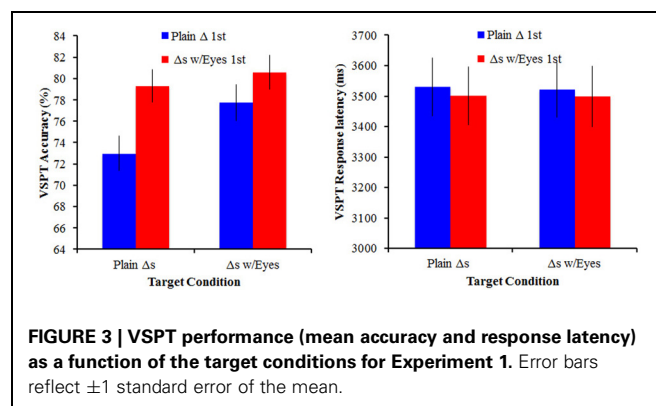 84
82
80
78
76
74
72
70
68
66
64
VSPT Accuracy (%)
Plain Δ 1st
Δs w/Eyes 1st
Plain Δs
Δs w/Eyes
Target Condition
3700
3600
3500
3400
3300
3200
3100
3000
VSPT Response latency (ms)
Plain Δ 1st
Δs w/Eyes 1st
Plain Δs
Δs w/Eyes
Target Condition
FIGURE 3 | VSPT performance (mean accuracy and response latency)
as a function of the target conditions for Experiment 1. Error bars
reflect ±1 standard error of the mean.